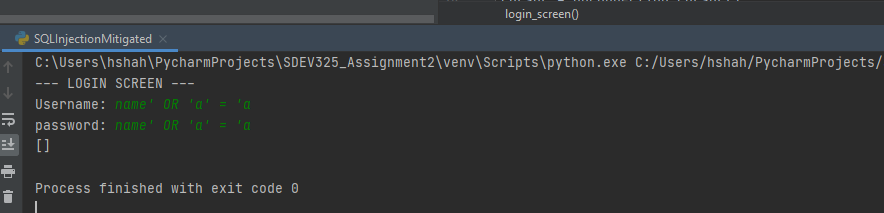 login_screen()
SQLInjectionMitigated
C:\Users\hshah\PycharmProjects\SDEV325_Assignment2\venv\Scripts\python.exe C:/Users/hshah/PycharmProjects/
--- LOGIN SCREEN ---
Username: name' OR 'a' = 'a
password: name' OR 'a' = 'a
[]
Process finished with exit code 0